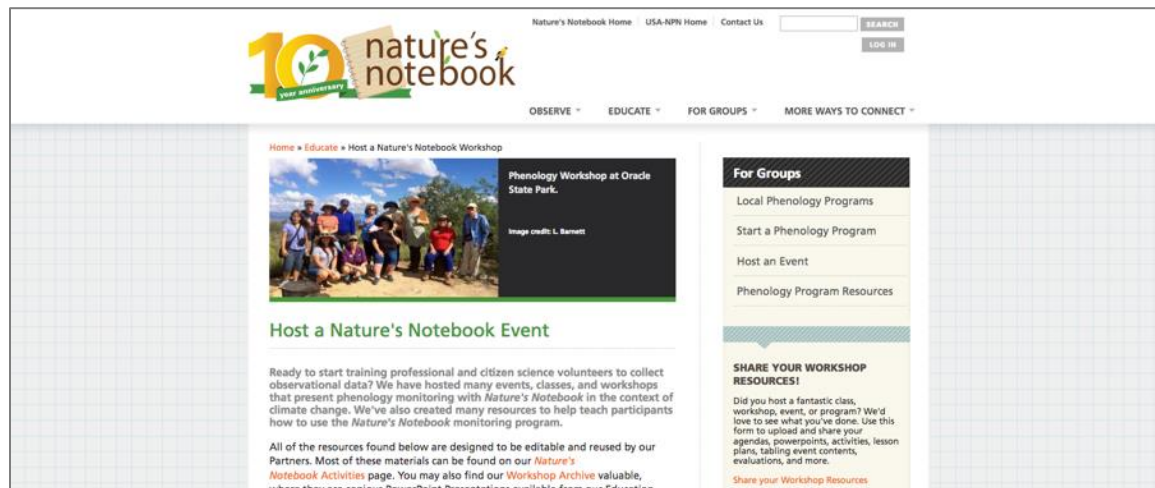 Nature's Notebook Home USA-NPN Home Contact Us
SEARCH
LOG IN
10
year anniversary
nature's
notebook
OBSERVE EDUCATE FOR GROUPS MORE WAYS TO CONNECT
Home » Educate » Host a Nature's Notebook Workshop
Phenology Workshop at Oracle
State Park.
Image credit: L. Barnett
Host a Nature's Notebook Event
Ready to start training professional and citizen science volunteers to collect
observational data? We have hosted many events, classes, and workshops
that present phenology monitoring with Nature's Notebook in the context of
climate change. We've also created many resources to help teach participants
how to use the Nature's Notebook monitoring program.
All of the resources found below are designed to be editable and reused by our
Partners. Most of these materials can be found on our Nature's
Notebook Activities page. You may also find our Workshop Archive valuable,
where they are copious PowerPoint Presentations available from our Education
For Groups
Local Phenology Programs
Start a Phenology Program
Host an Event
Phenology Program Resources
SHARE YOUR WORKSHOP
RESOURCES!
Did you host a fantastic class,
workshop, event, or program? We'd
love to see what you've done. Use this
form to upload and share your
agendas, powerpoints, activities, lesson
plans, tabling event contents,
evaluations, and more.
Share your Workshop Resources